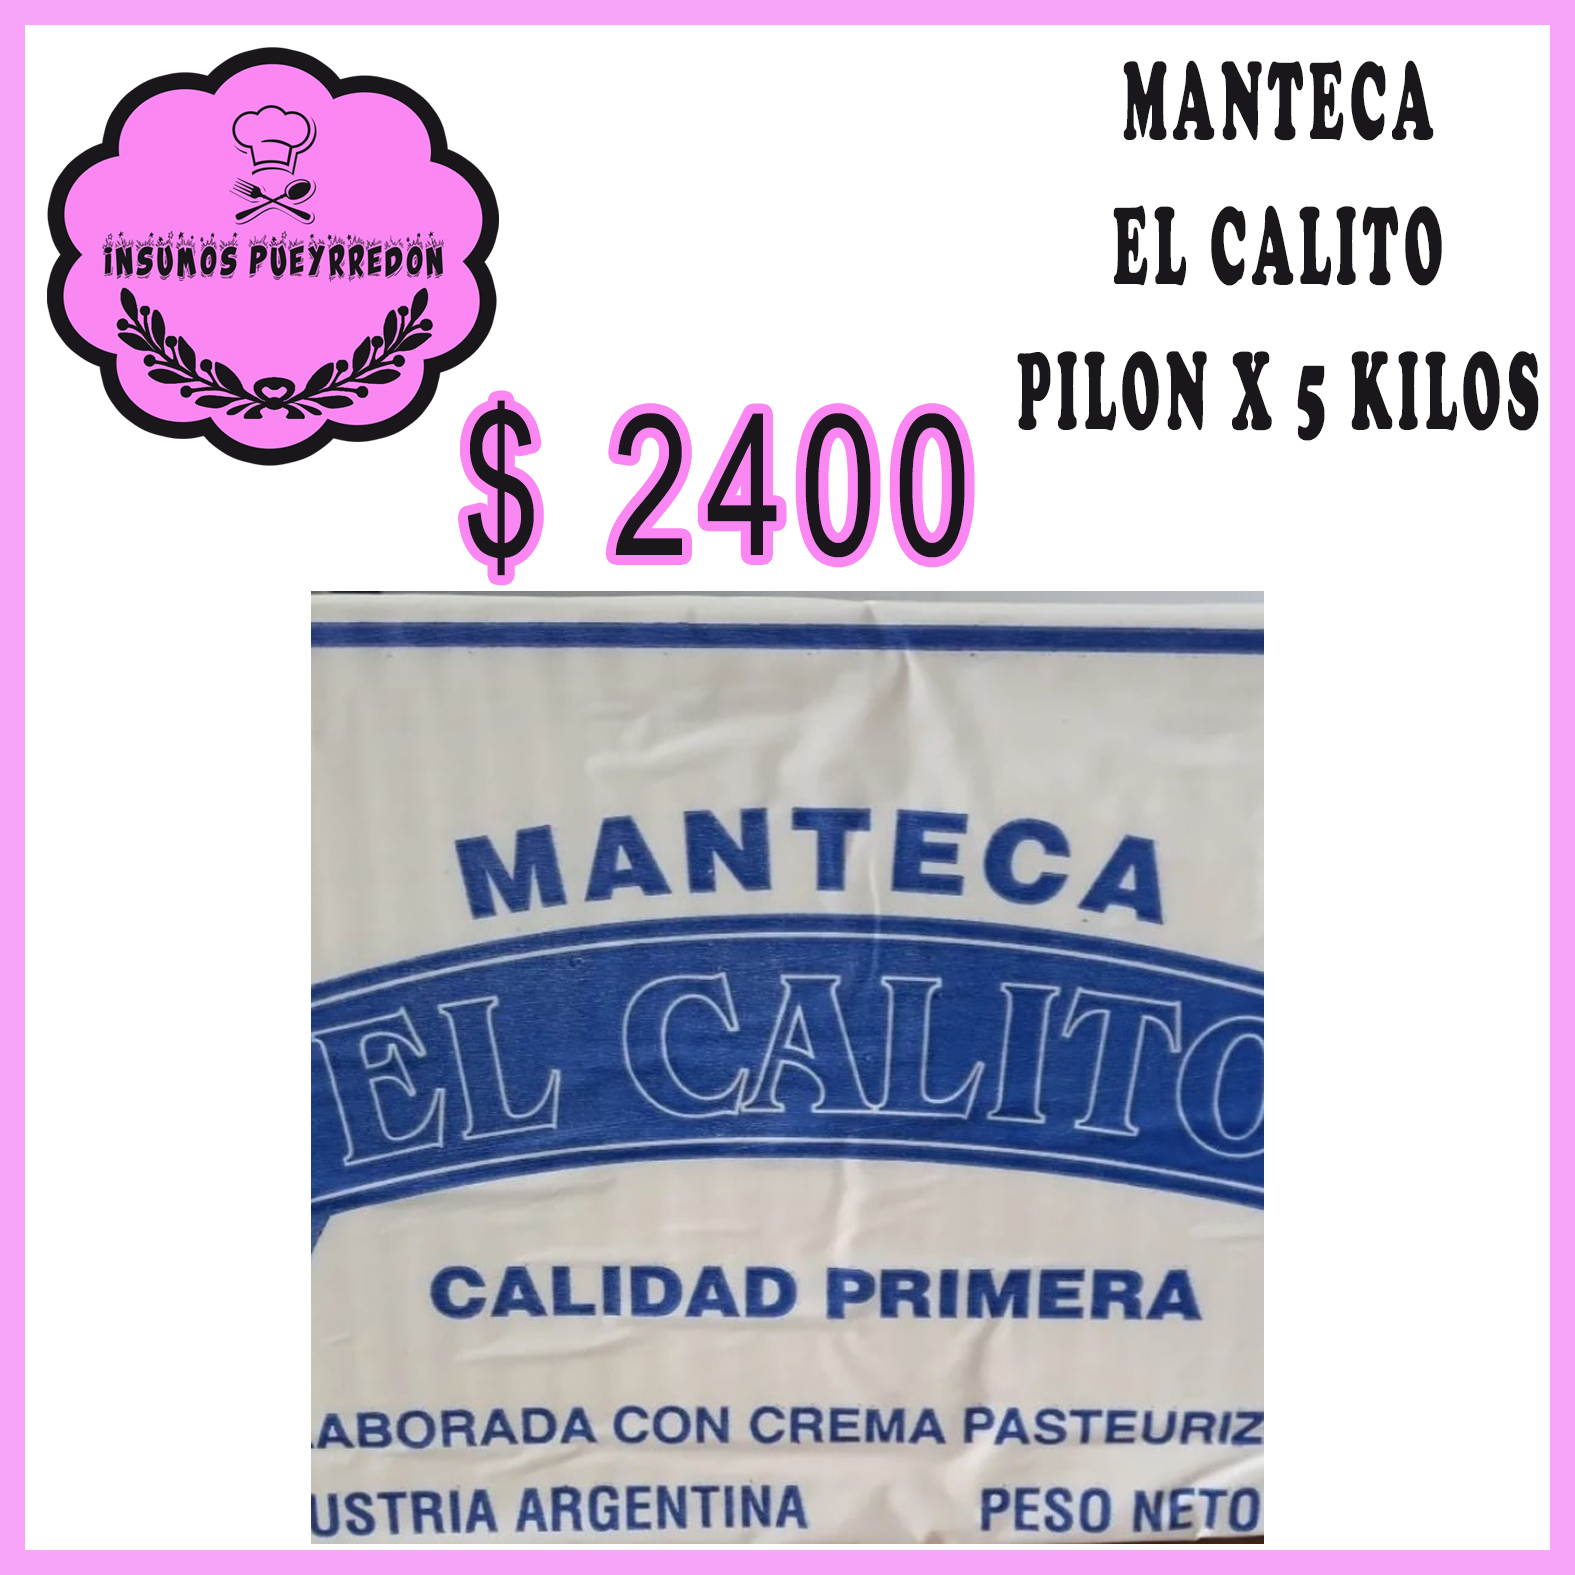 INSUMOS PUEYRREDON
MANTECA
EL CALITO
PILON X 5 KILOS
$ 2400
MANTECA
EL CALITO
CALIDAD PRIMERA
ABORADA CON CREMA PASTEURIZ
USTRIA ARGENTINA PESO NETO